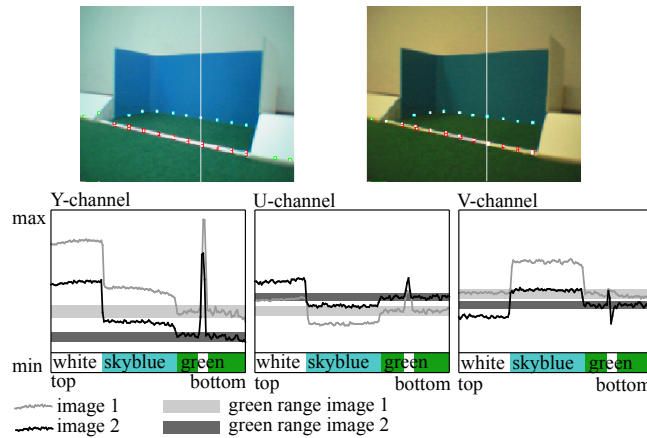 Y-channel U-channel V-channel
max
min
white skyblue green white skyblue green white skyblue green
top bottom top bottom top bottom
image 1 green range image 1
image 2 green range image 2